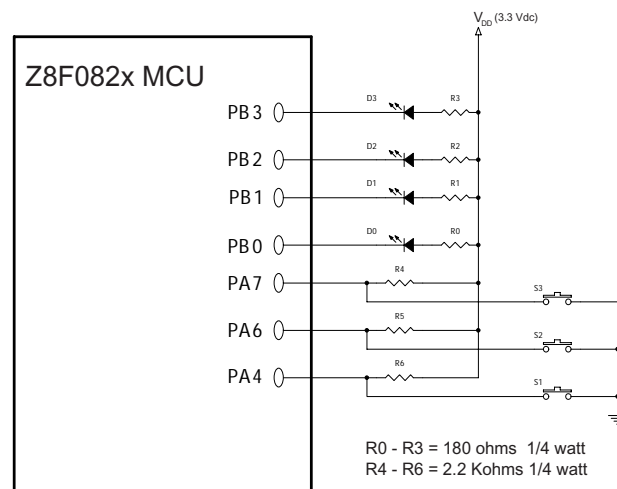 V_DD (3.3 Vdc)
Z8F082x MCU
PB3 D3 R3
PB2 D2 R2
PB1 D1 R1
PB0 D0 R0
PA7 R4 S3
PA6 R5 S2
PA4 R6 S1
R0 - R3 = 180 ohms 1/4 watt
R4 - R6 = 2.2 Kohms 1/4 watt